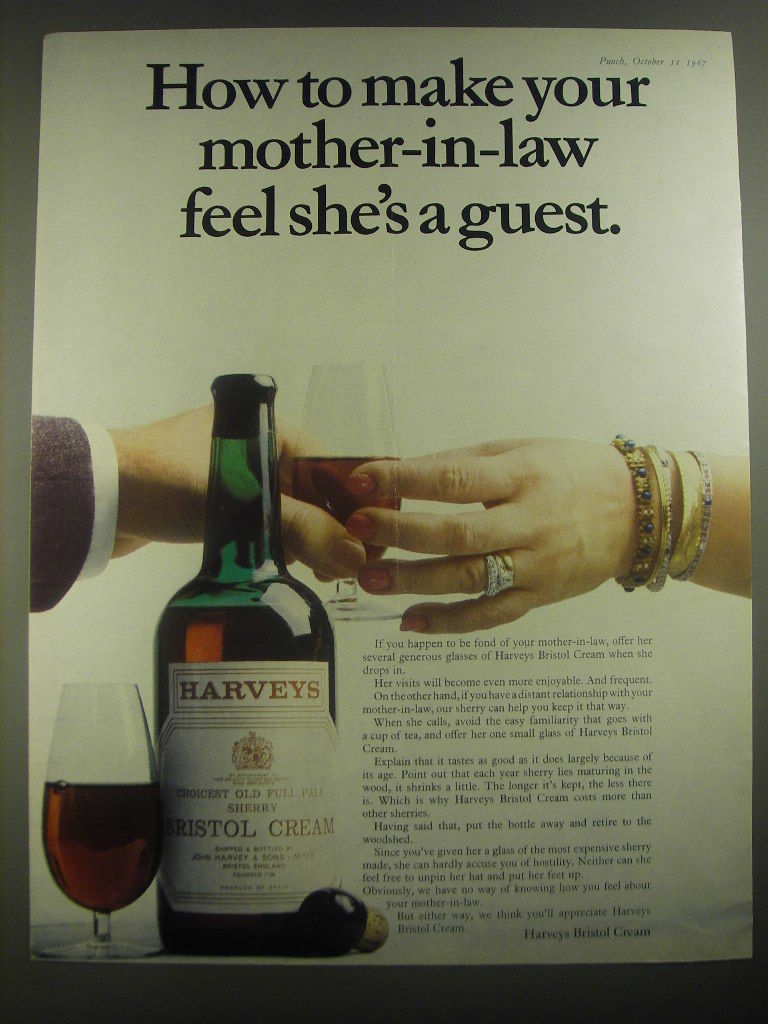 Punch, October 11 1967
How to make your
mother-in-law
feel she's a guest.
If you happen to be fond of your mother-in-law, offer her
several generous glasses of Harveys Bristol Cream when she
drops in.
Her visits will become even more enjoyable. And frequent.
On the other hand, if you have a distant relationship with your
mother-in-law, our sherry can help you keep it that way.
When she calls, avoid the easy familiarity that goes with
a cup of tea, and offer her one small glass of Harveys Bristol
Cream.
Explain that it tastes as good as it does largely because of
its age. Point out that each year sherry lies maturing in the
wood, it shrinks a little. The longer it's kept, the less there
is. Which is why Harveys Bristol Cream costs more than
other sherries.
Having said that, put the bottle away and retire to the
woodshed.
Since you've given her a glass of the most expensive sherry
made, she can hardly accuse you of hostility. Neither can she
feel free to unpin her hat and put her feet up.
Obviously, we have no way of knowing how you feel about
your mother-in-law.
But either way, we think you'll appreciate Harveys
Bristol Cream.
Harveys Bristol Cream
HARVEYS
BY APPOINTMENT TO
CHOICEST OLD FULL PALE
SHERRY
BRISTOL CREAM
SHIPPED & BOTTLED BY
JOHN HARVEY & SONS LIMITED
BRISTOL ENGLAND
PRODUCE OF SPAIN